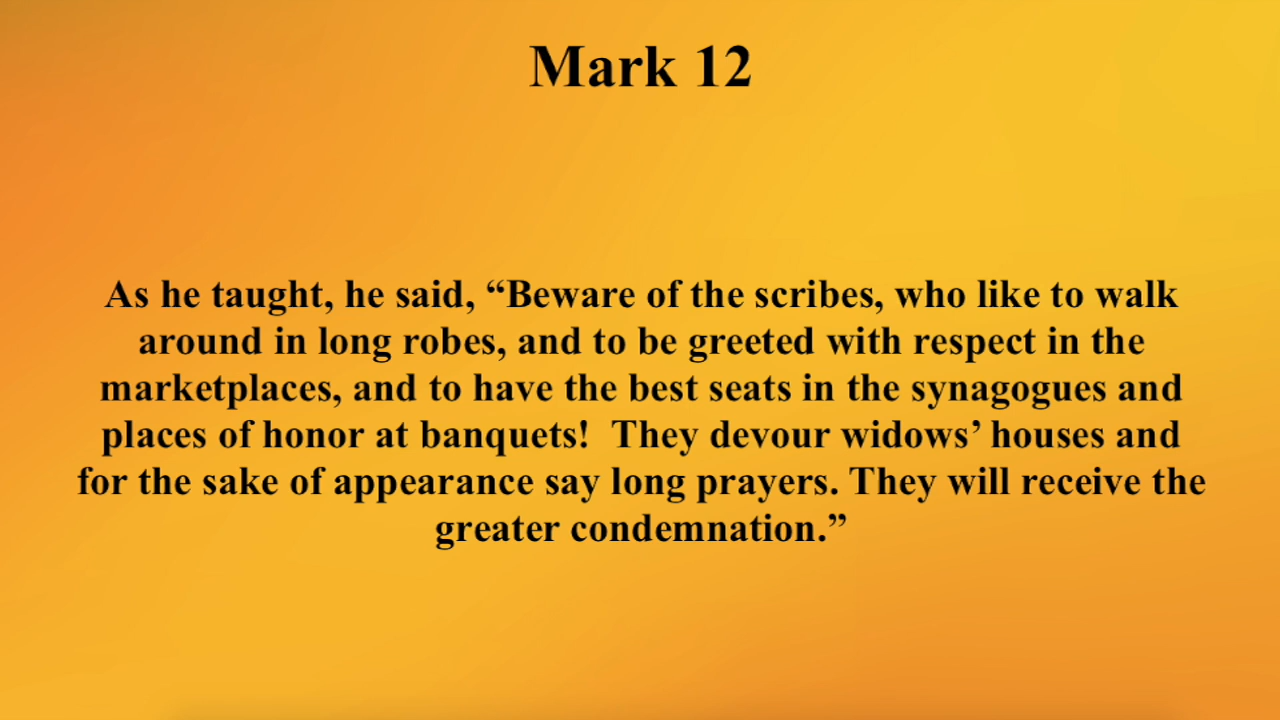 Mark 12
As he taught, he said, “Beware of the scribes, who like to walk
around in long robes, and to be greeted with respect in the
marketplaces, and to have the best seats in the synagogues and
places of honor at banquets!  They devour widows’ houses and
for the sake of appearance say long prayers. They will receive the
greater condemnation.”